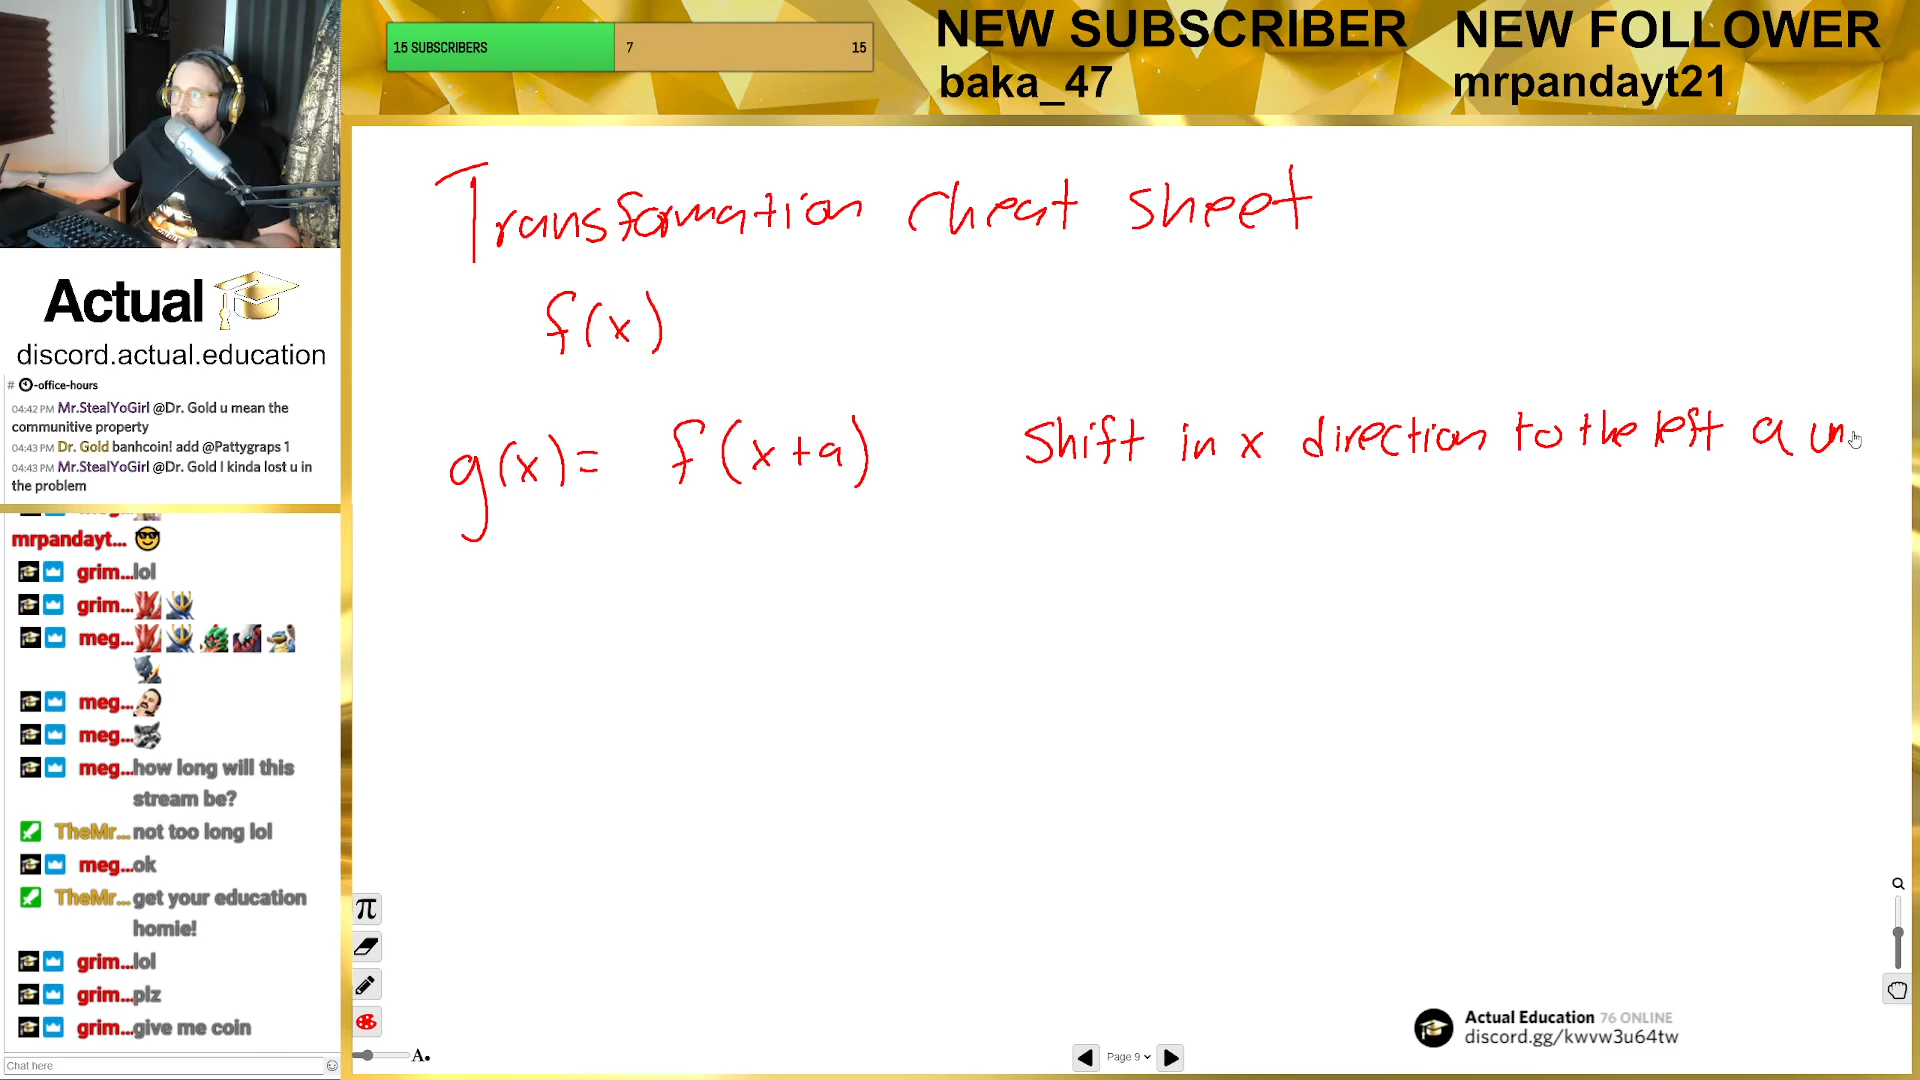 15 SUBSCRIBERS 7 15
NEW SUBSCRIBER
baka_47
NEW FOLLOWER
mrpandayt21
Transformation cheat sheet
f(x)
g(x) = f(x+a) shift in x direction to the left a un
Actual
discord.actual.education
# -office-hours
04:42 PM Mr.StealYoGirl @Dr. Gold u mean the
communitive property
04:43 PM Dr. Gold banhcoin! add @Pattygraps 1
04:43 PM Mr.StealYoGirl @Dr. Gold I kinda lost u in
the problem
mrpandayt...
grim...lol
grim...
meg...
meg...
meg...
meg...how long will this
stream be?
TheMr...not too long lol
meg...ok
TheMr...get your education
homie!
grim...lol
grim...plz
grim...give me coin
Chat here
π
A.
Page 9
Actual Education 76 ONLINE
discord.gg/kwvw3u64tw